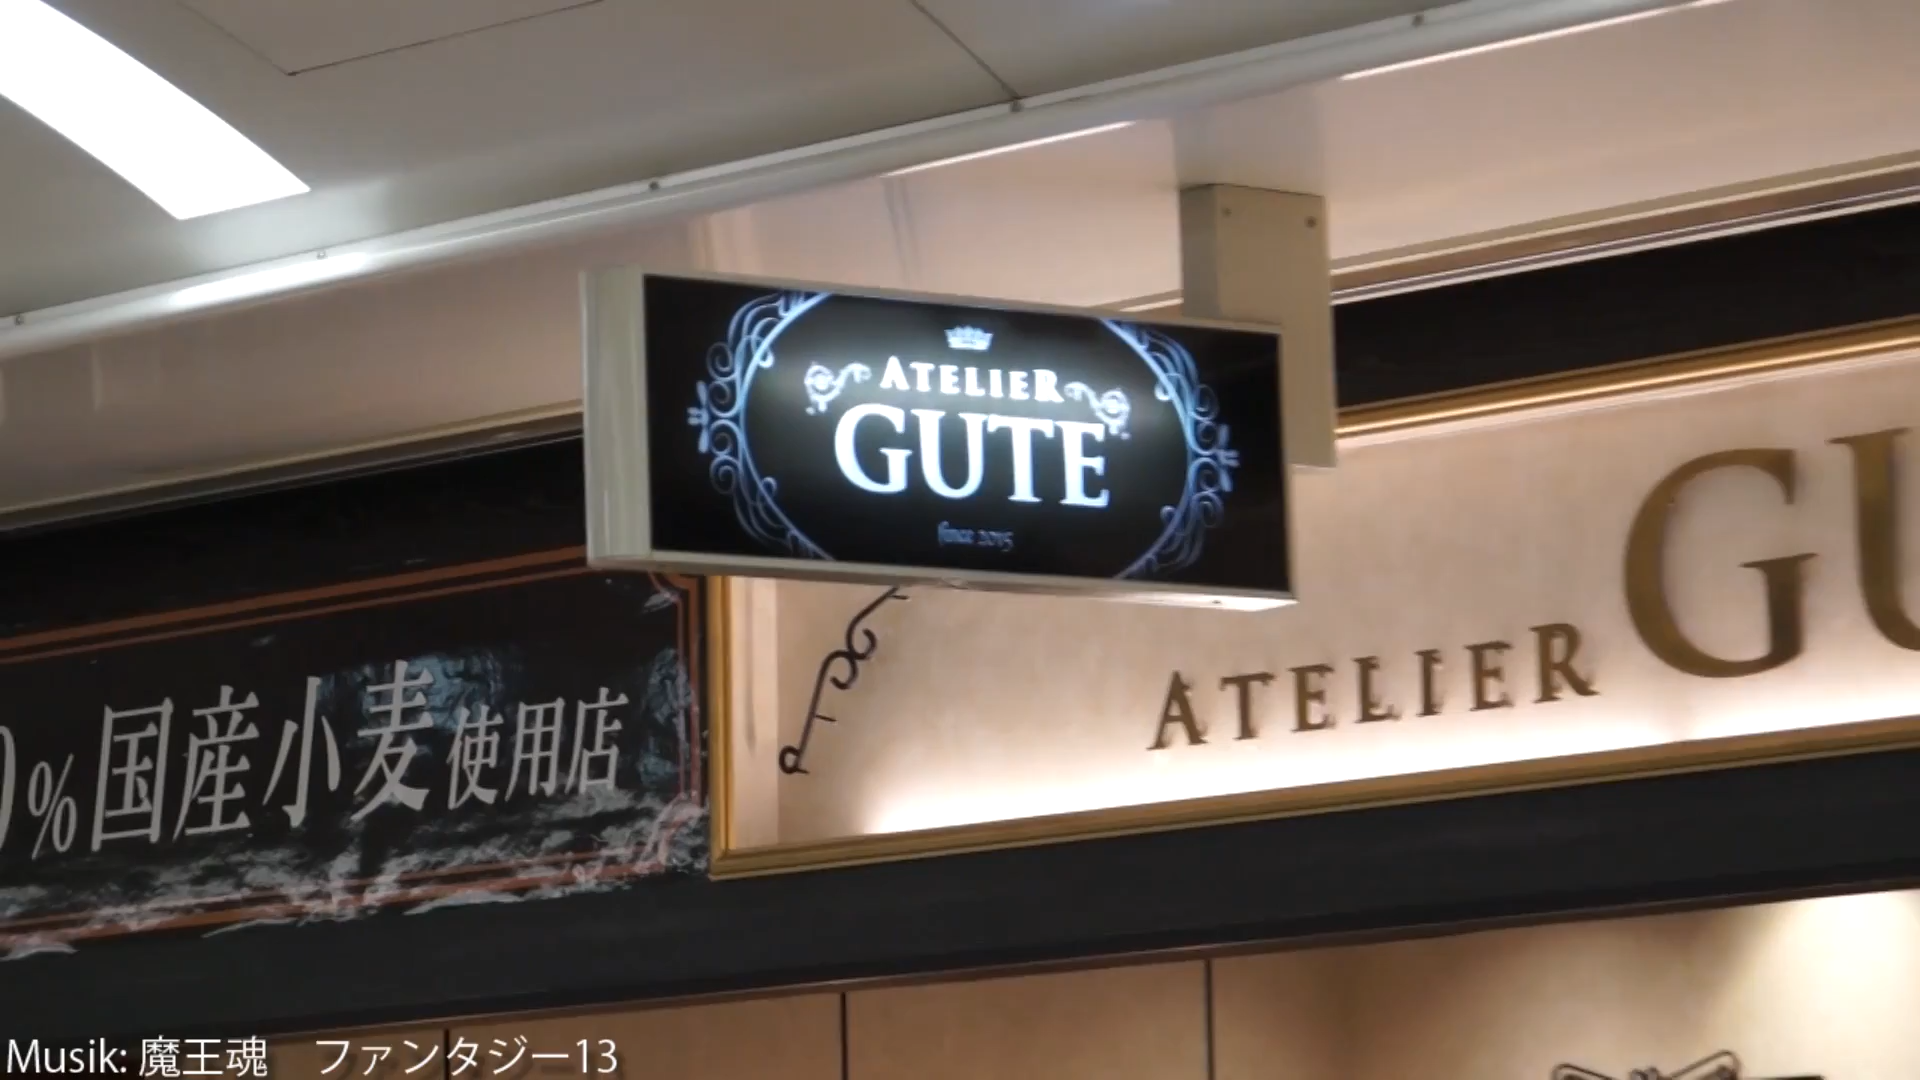 ATELIER
GUTE
Since 2015
ATELIER GU
0%国産小麦使用店
Musik: 魔王魂　ファンタジー13